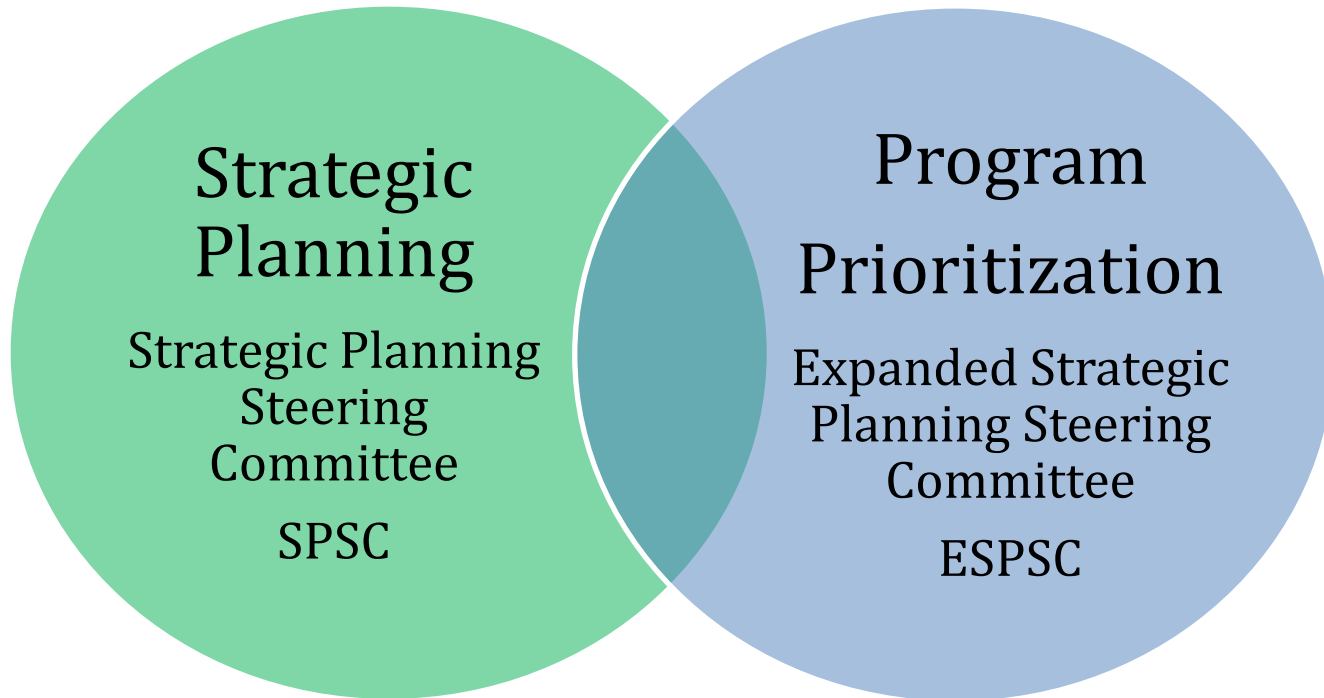 Strategic
Planning
Strategic Planning
Steering
Committee
SPSC
Program
Prioritization
Expanded Strategic
Planning Steering
Committee
ESPSC